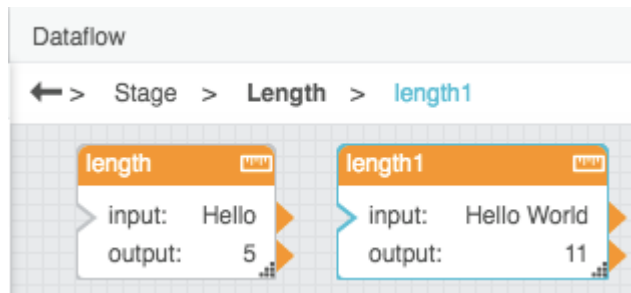 Dataflow
> Stage > Length > length1
length length1
input: Hello input: Hello World
output: 5 output: 11